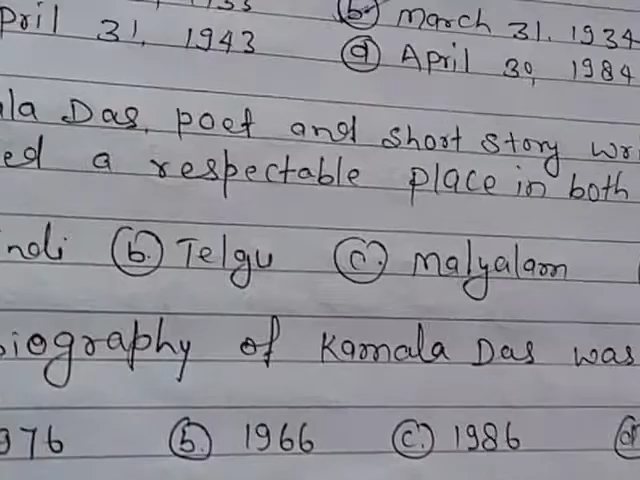 pril 31, 1943 (b.) March 31. 1934
(d) April 30, 1984
la Das, poet and short story wr
ed a respectable place in both
ndi (b.) Telgu (c.) malyalam
iography of Kamala Das was
976 (b.) 1966 (c.) 1986 (d